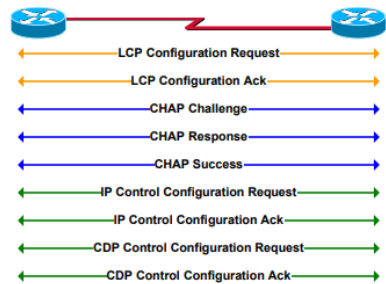 LCP Configuration Request
LCP Configuration Ack
CHAP Challenge
CHAP Response
CHAP Success
IP Control Configuration Request
IP Control Configuration Ack
CDP Control Configuration Request
CDP Control Configuration Ack